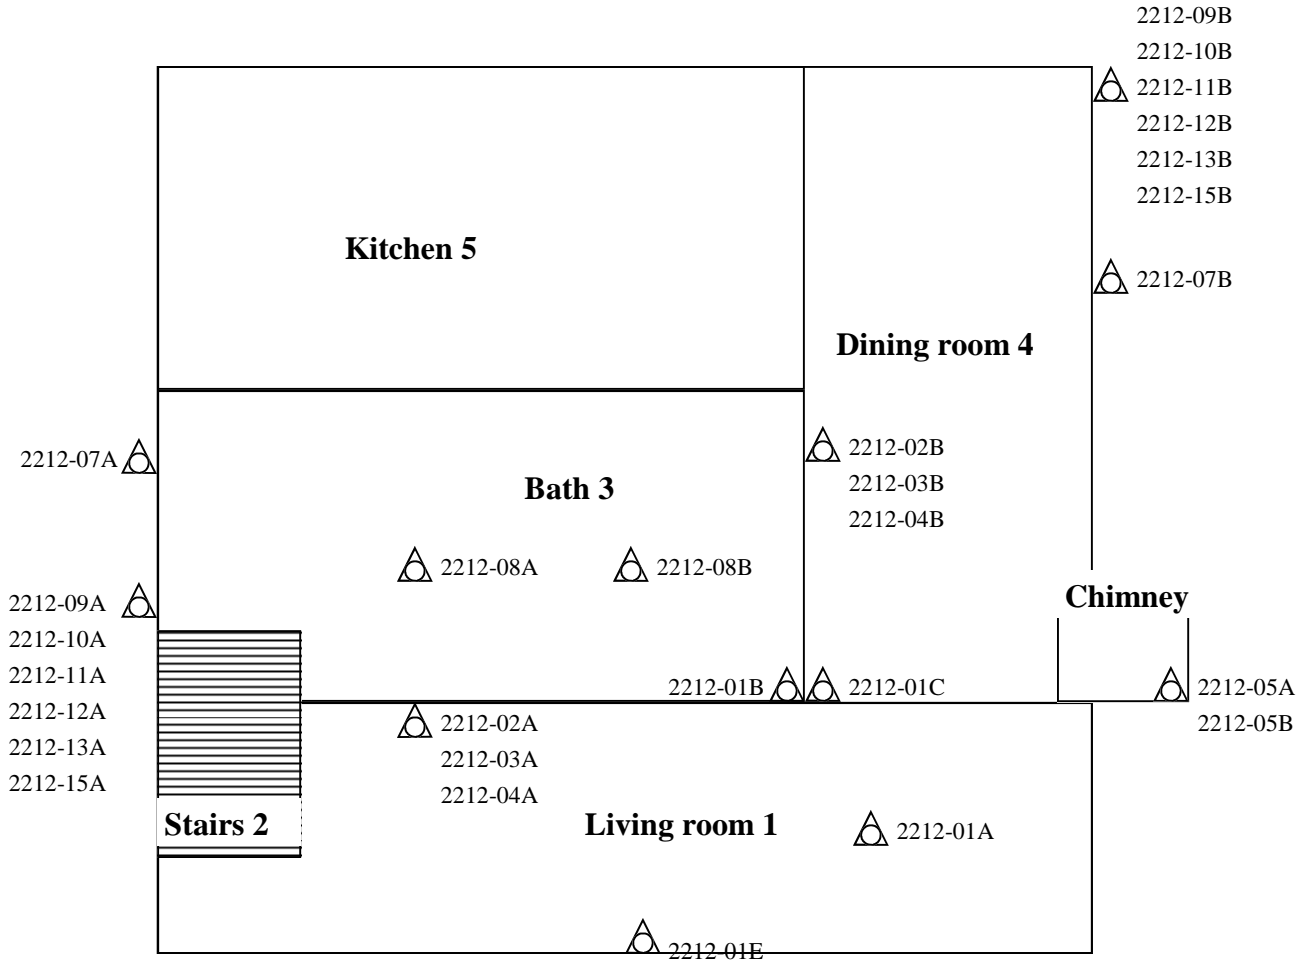 2212-09B
2212-10B
2212-11B
2212-12B
2212-13B
2212-15B
Kitchen 5
2212-07B
Dining room 4
2212-07A
2212-02B
2212-03B
2212-04B
Bath 3
2212-08A
2212-08B
Chimney
2212-09A
2212-10A
2212-11A
2212-12A
2212-13A
2212-15A
2212-01B
2212-01C
2212-05A
2212-05B
2212-02A
2212-03A
2212-04A
Stairs 2
Living room 1
2212-01A
2212-01E